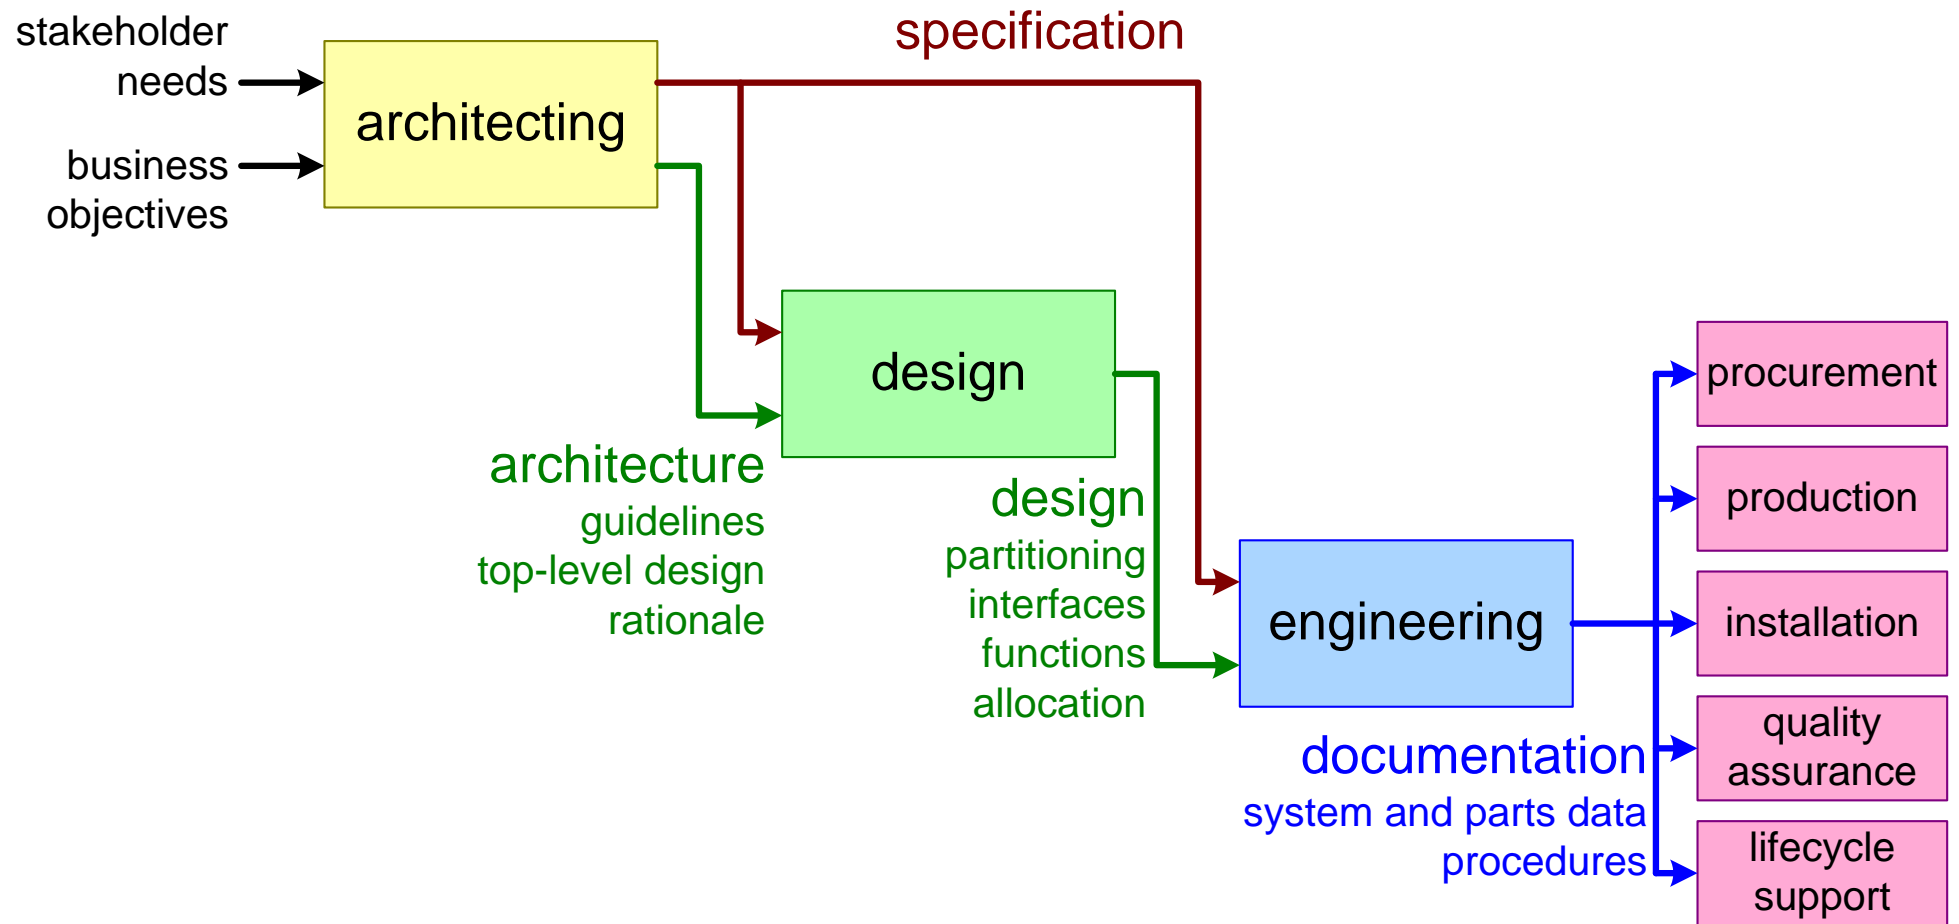 stakeholder
needs
business
objectives
architecting
specification
design
architecture
guidelines
top-level design
rationale
design
partitioning
interfaces
functions
allocation
engineering
documentation
system and parts data
procedures
procurement
production
installation
quality
assurance
lifecycle
support